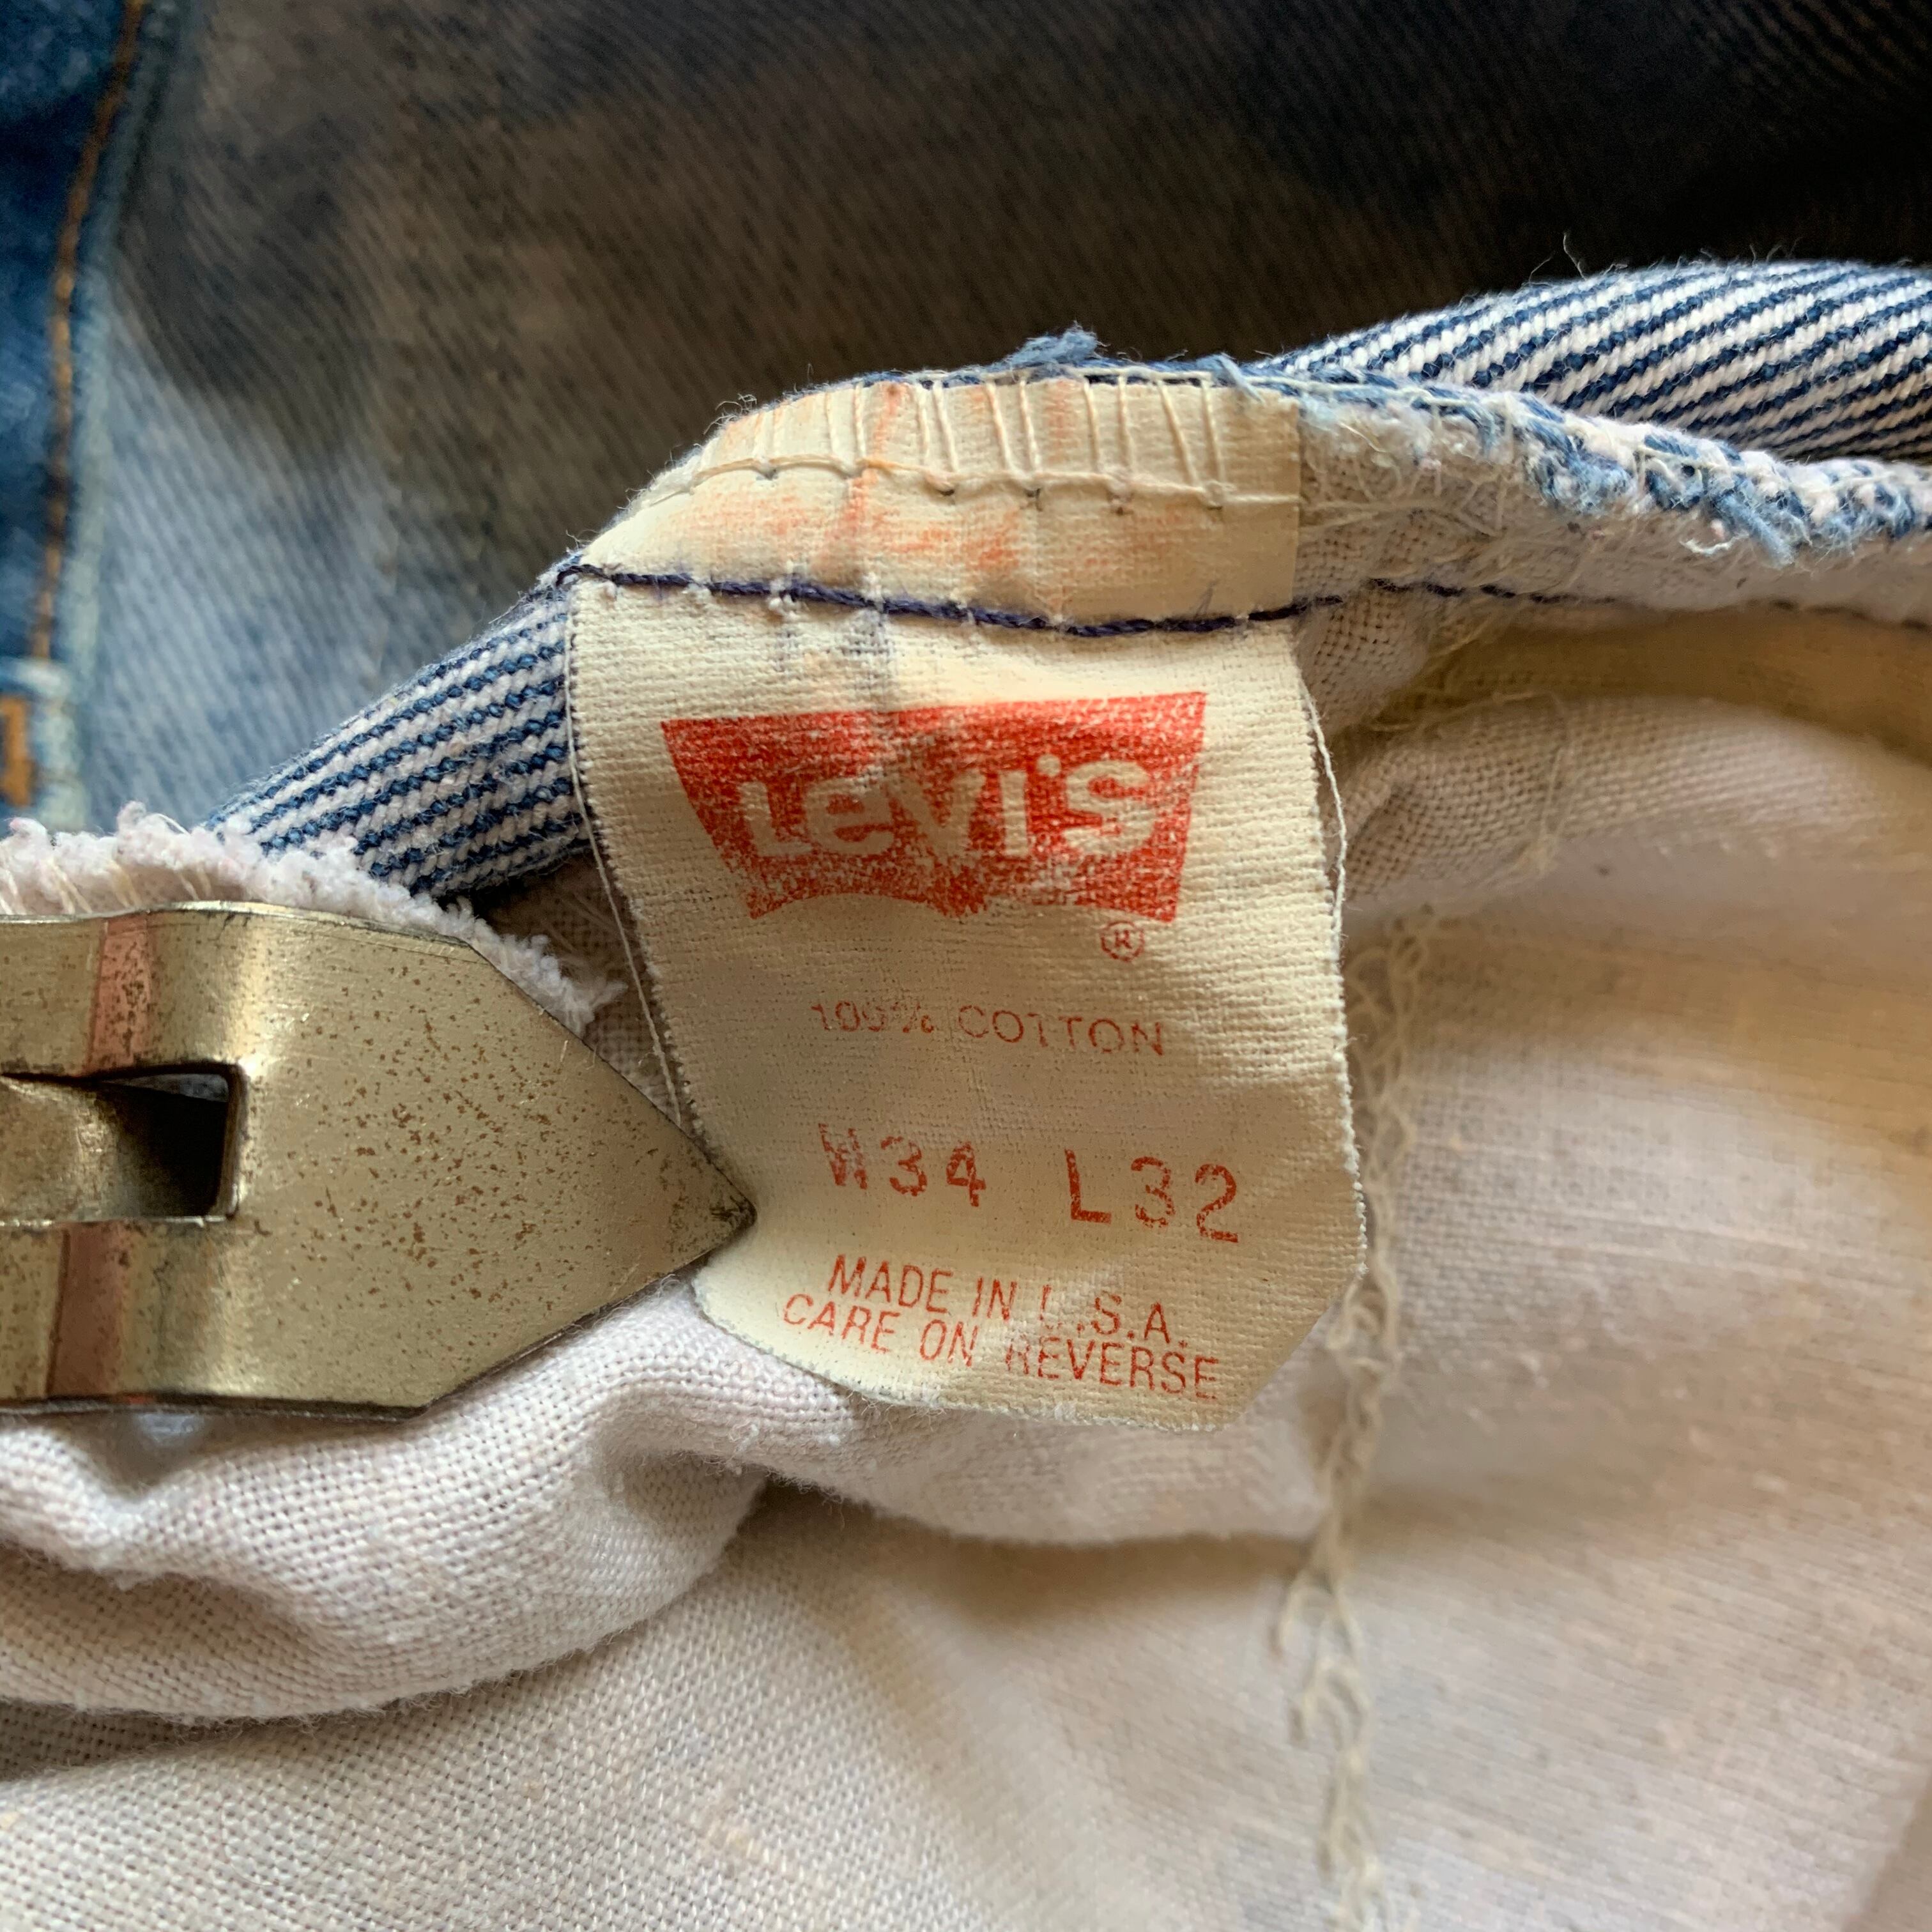 Levi's
®
100% COTTON
W34 L32
MADE IN U.S.A.
CARE ON REVERSE